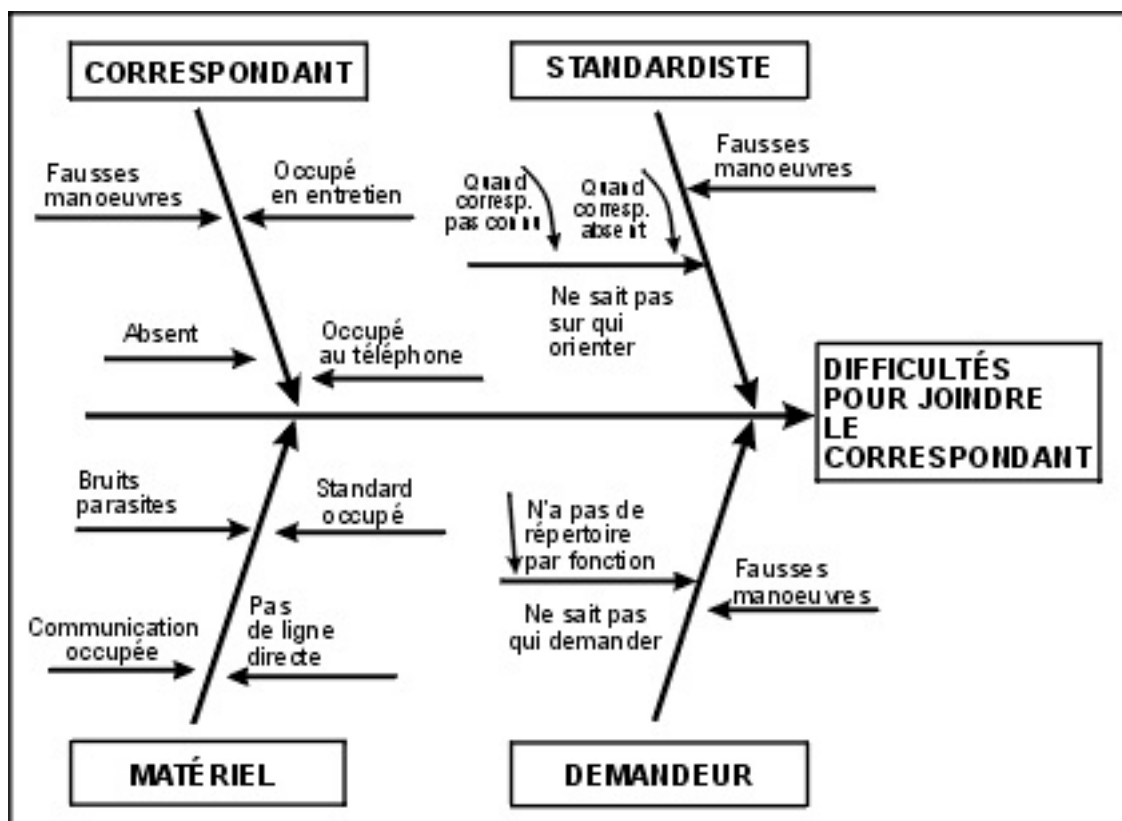 CORRESPONDANT
STANDARDISTE
Fausses
manoeuvres
Occupé
en entretien
Quand
corresp.
pas connu
Quand
corresp.
absent
Fausses
manoeuvres
Ne sait pas
sur qui
orienter
Absent
Occupé
au téléphone
DIFFICULTÉS
POUR JOINDRE
LE
CORRESPONDANT
Bruits
parasites
Standard
occupé
N'a pas de
répertoire
par fonction
Fausses
manoeuvres
Ne sait pas
qui demander
Communication
occupée
Pas
de ligne
directe
MATÉRIEL
DEMANDEUR